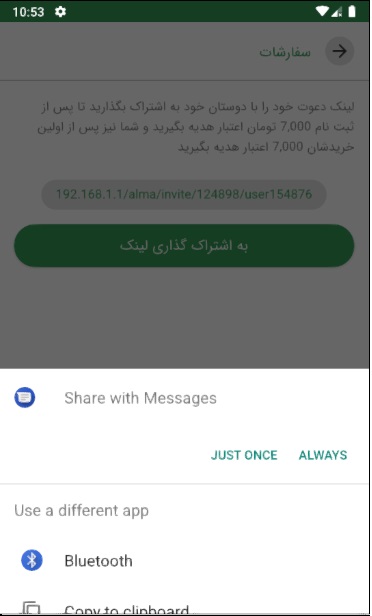 10:53
سفارشات
لینک دعوت خود را با دوستان خود به اشتراک بگذارید تا پس از
ثبت نام 7,000 تومان اعتبار هدیه بگیرید و شما نیز پس از اولین
خریدشان 7,000 اعتبار هدیه بگیرید
192.168.1.1/alma/invite/124898/user154876
به اشتراک گذاری لینک
Share with Messages
JUST ONCE ALWAYS
Use a different app
Bluetooth
Copy to clipboard